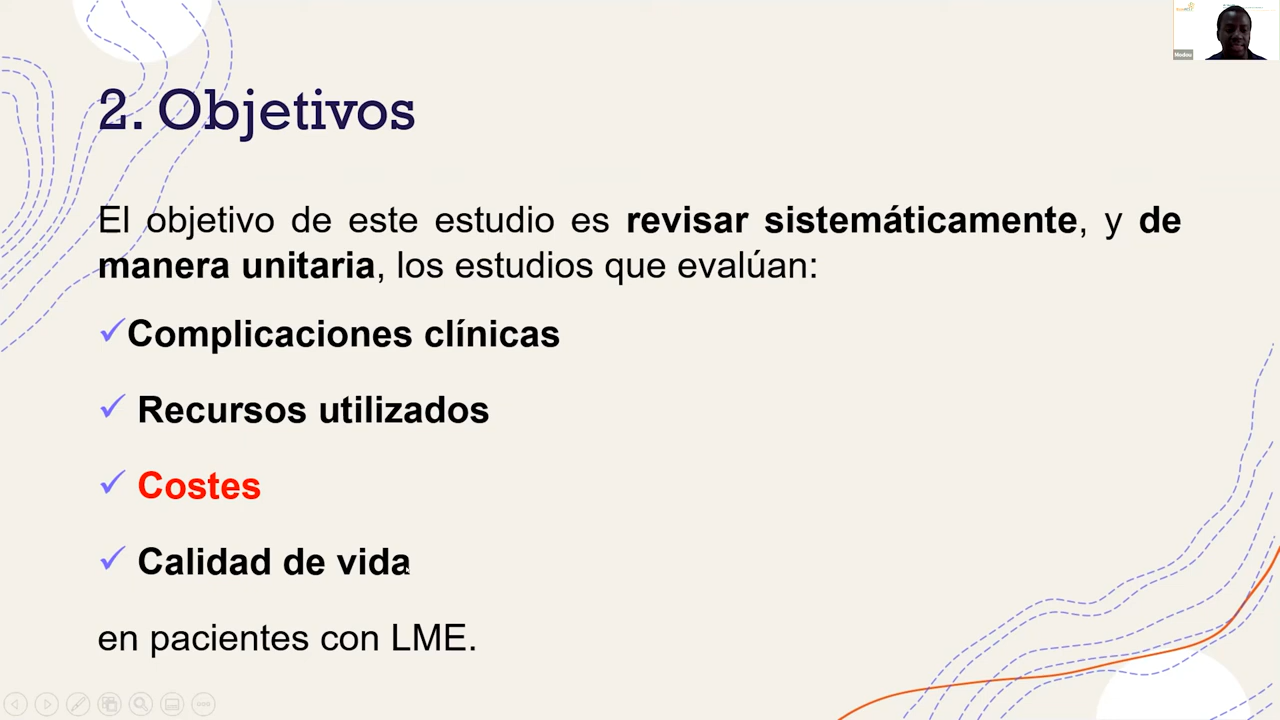 2. Objetivos
El objetivo de este estudio es revisar sistemáticamente, y de
manera unitaria, los estudios que evalúan:
✓Complicaciones clínicas
✓ Recursos utilizados
✓ Costes
✓ Calidad de vida
en pacientes con LME.
Modou